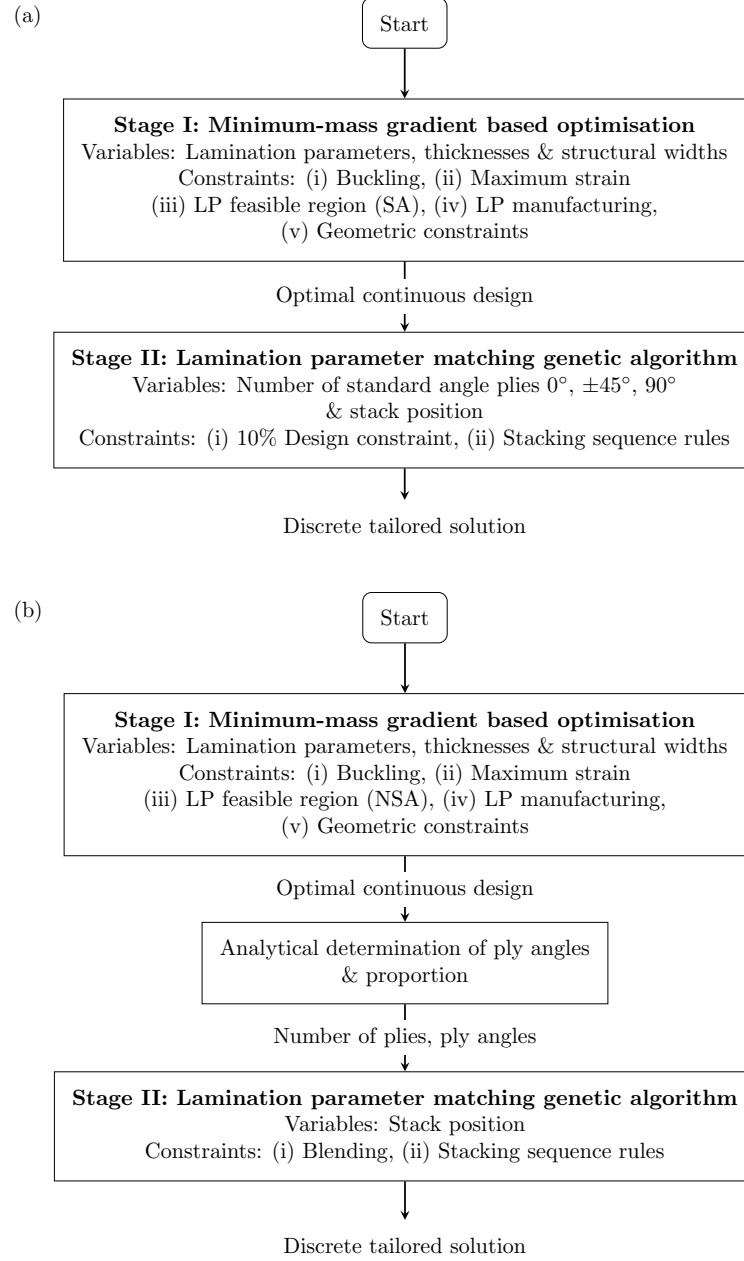 (a)
Start
Stage I: Minimum-mass gradient based optimisation
Variables: Lamination parameters, thicknesses & structural widths
Constraints: (i) Buckling, (ii) Maximum strain
(iii) LP feasible region (SA), (iv) LP manufacturing,
(v) Geometric constraints
Optimal continuous design
Stage II: Lamination parameter matching genetic algorithm
Variables: Number of standard angle plies 0°, ±45°, 90°
& stack position
Constraints: (i) 10% Design constraint, (ii) Stacking sequence rules
Discrete tailored solution
(b)
Start
Stage I: Minimum-mass gradient based optimisation
Variables: Lamination parameters, thicknesses & structural widths
Constraints: (i) Buckling, (ii) Maximum strain
(iii) LP feasible region (NSA), (iv) LP manufacturing,
(v) Geometric constraints
Optimal continuous design
Analytical determination of ply angles
& proportion
Number of plies, ply angles
Stage II: Lamination parameter matching genetic algorithm
Variables: Stack position
Constraints: (i) Blending, (ii) Stacking sequence rules
Discrete tailored solution